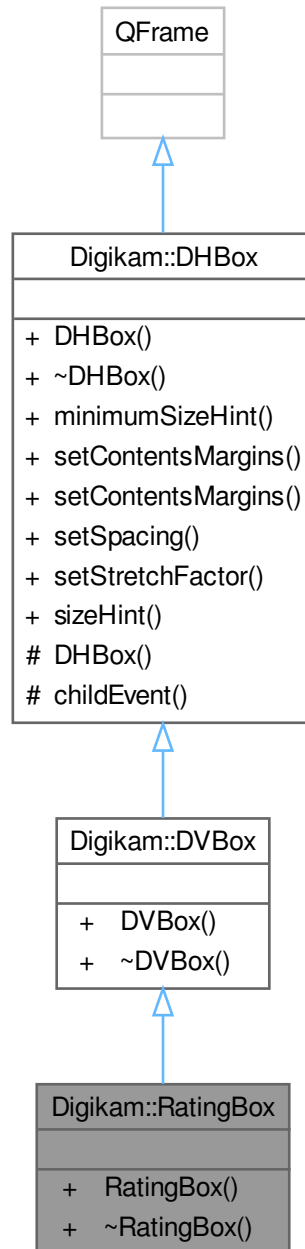 QFrame
Digikam::DHBox
+ DHBox()
+ ~DHBox()
+ minimumSizeHint()
+ setContentsMargins()
+ setContentsMargins()
+ setSpacing()
+ setStretchFactor()
+ sizeHint()
# DHBox()
# childEvent()
Digikam::DVBox
+ DVBox()
+ ~DVBox()
Digikam::RatingBox
+ RatingBox()
+ ~RatingBox()